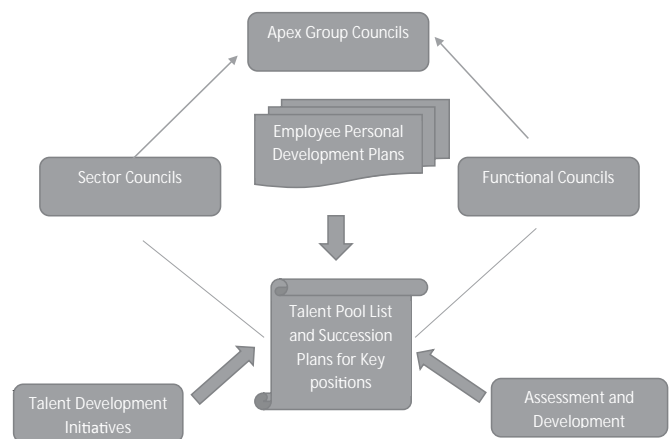 Apex Group Councils
Employee Personal
Development Plans
Sector Councils
Functional Councils
Talent Pool List
and Succession
Plans for Key
positions
Talent Development
Initiatives
Assessment and
Development